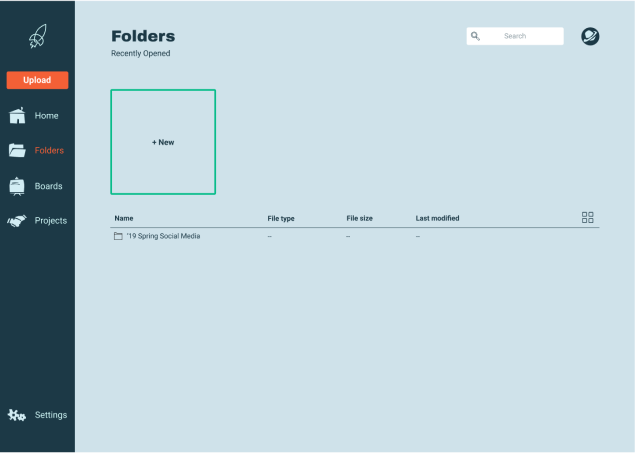 Upload
Home
Folders
Boards
Projects
Settings
Folders
Recently Opened
Search
+ New
Name File type File size Last modified
'19 Spring Social Media -- -- --